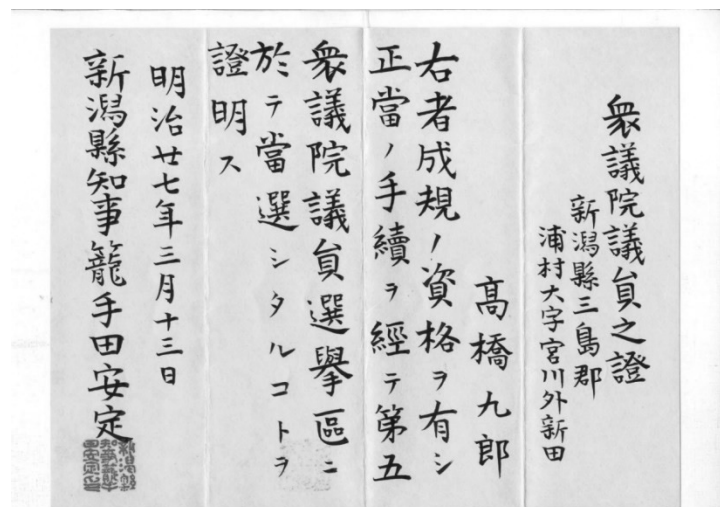 衆議院議員之證
新潟縣三島郡
浦村大字宮川外新田
髙橋九郎
右者成規ノ資格ヲ有シ
正當ノ手續ヲ經テ第五
衆議院議員選擧區ニ
於テ當選シタルコトヲ
證明ス
明治廿七年三月十三日
新潟縣知事籠手田安定